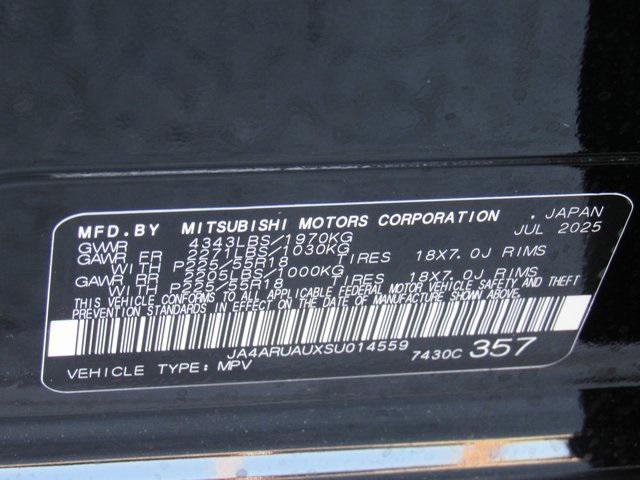 MFD.BY MITSUBISHI MOTORS CORPORATION, JAPAN
GVWR 4343LBS/1970KG JUL 2025
GAWR FR 2271LBS/1030KG
WITH P225/55R18 TIRES 18X7.0J RIMS
GAWR RR 2205LBS/1000KG
WITH P225/55R18 TIRES 18X7.0J RIMS
THIS VEHICLE CONFORMS TO ALL APPLICABLE FEDERAL MOTOR VEHICLE SAFETY AND THEFT
PREVENTION STANDARDS IN EFFECT ON THE DATE OF MANUFACTURE SHOWN ABOVE.
JA4ARUAUXSU014559
VEHICLE TYPE: MPV 7430C 357